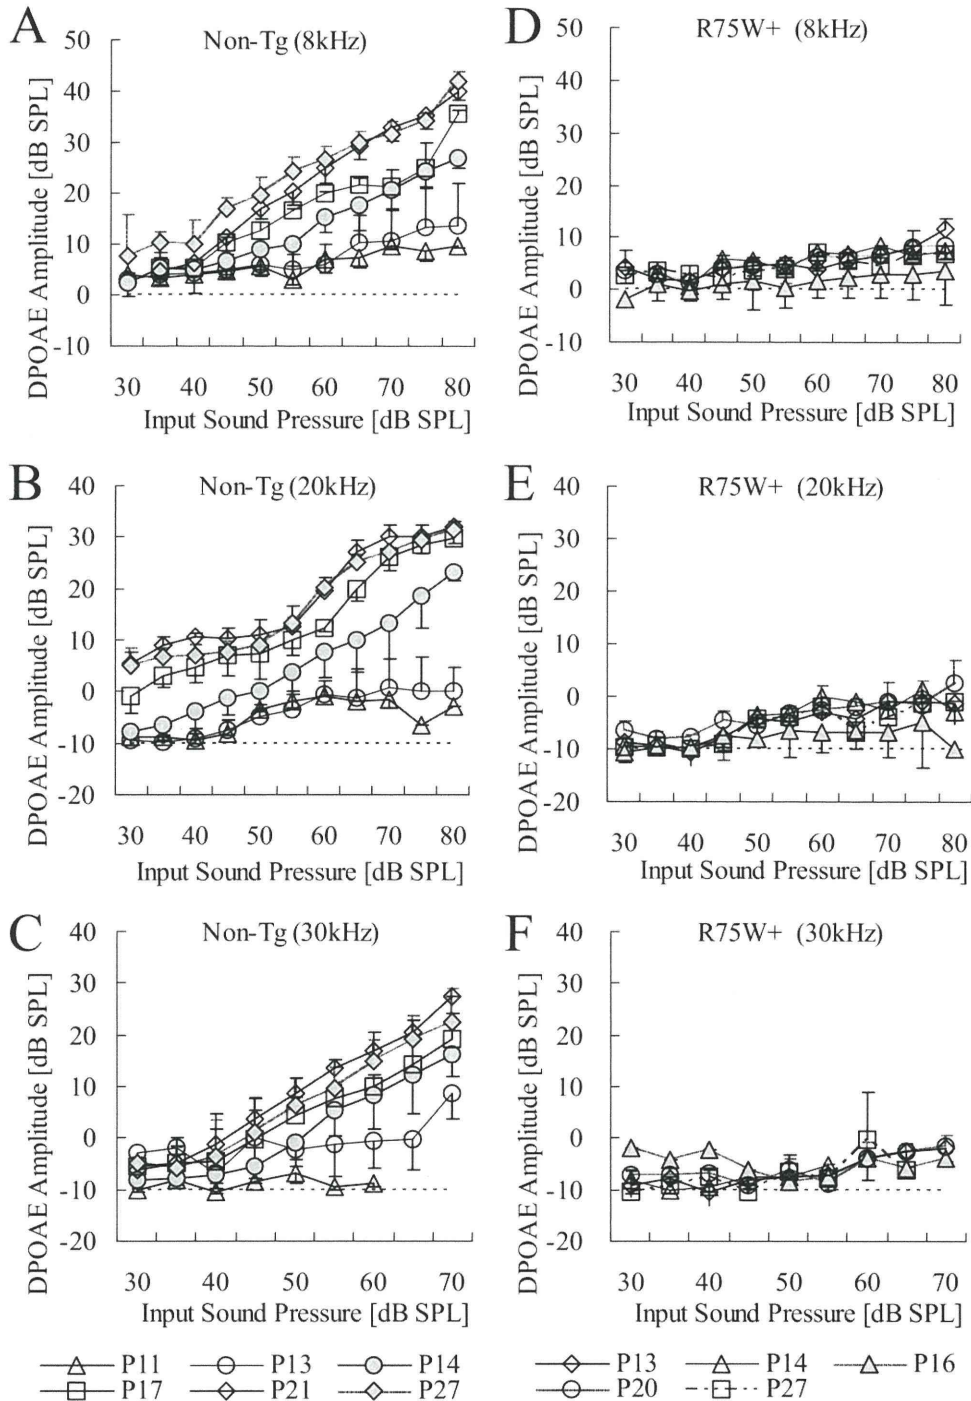 A
Non-Tg (8kHz)
DPOAE Amplitude [dB SPL]
50
40
30
20
10
0
-10
30 40 50 60 70 80
Input Sound Pressure [dB SPL]
D
R75W+ (8kHz)
DPOAE Amplitude [dB SPL]
50
40
30
20
10
0
-10
30 40 50 60 70 80
Input Sound Pressure [dB SPL]
B
Non-Tg (20kHz)
DPOAE Amplitude [dB SPL]
40
30
20
10
0
-10
-20
30 40 50 60 70 80
Input Sound Pressure [dB SPL]
E
R75W+ (20kHz)
DPOAE Amplitude [dB SPL]
40
30
20
10
0
-10
-20
30 40 50 60 70 80
Input Sound Pressure [dB SPL]
C
Non-Tg (30kHz)
DPOAE Amplitude [dB SPL]
40
30
20
10
0
-10
-20
30 40 50 60 70
Input Sound Pressure [dB SPL]
F
R75W+ (30kHz)
DPOAE Amplitude [dB SPL]
40
30
20
10
0
-10
-20
30 40 50 60 70
Input Sound Pressure [dB SPL]
P11 P13 P14
P17 P21 P27
P13 P14 P16
P20 P27